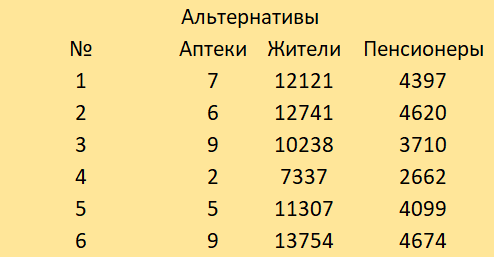 Альтернативы
№ Аптеки Жители Пенсионеры
1 7 12121 4397
2 6 12741 4620
3 9 10238 3710
4 2 7337 2662
5 5 11307 4099
6 9 13754 4674